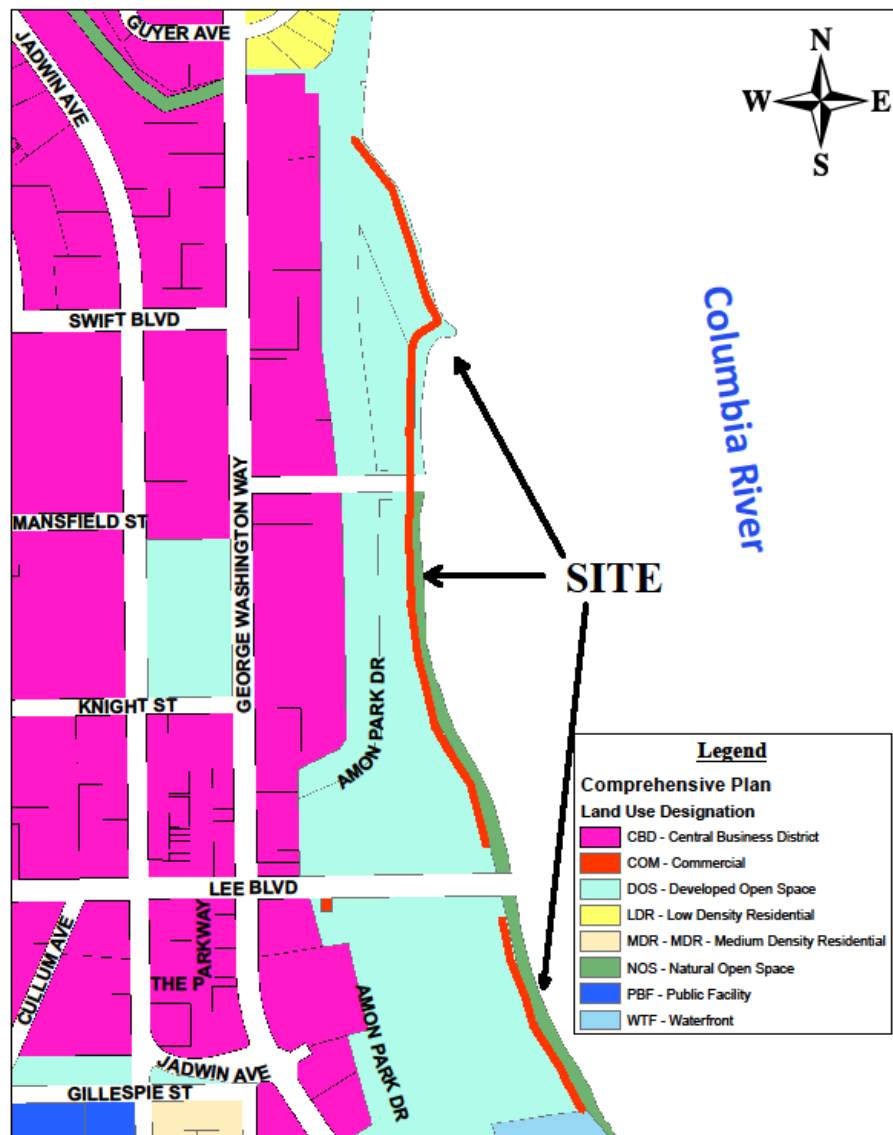 GUYER AVE
JADWIN AVE
N
W
E
S
SWIFT BLVD
Columbia River
MANSFIELD ST
GEORGE WASHINGTON WAY
SITE
KNIGHT ST
AMON PARK DR
LEE BLVD
CULLUM AVE
THE PARKWAY
AMON PARK DR
JADWIN AVE
GILLESPIE ST
Legend
Comprehensive Plan
Land Use Designation
CBD - Central Business District
COM - Commercial
DOS - Developed Open Space
LDR - Low Density Residential
MDR - MDR - Medium Density Residential
NOS - Natural Open Space
PBF - Public Facility
WTF - Waterfront